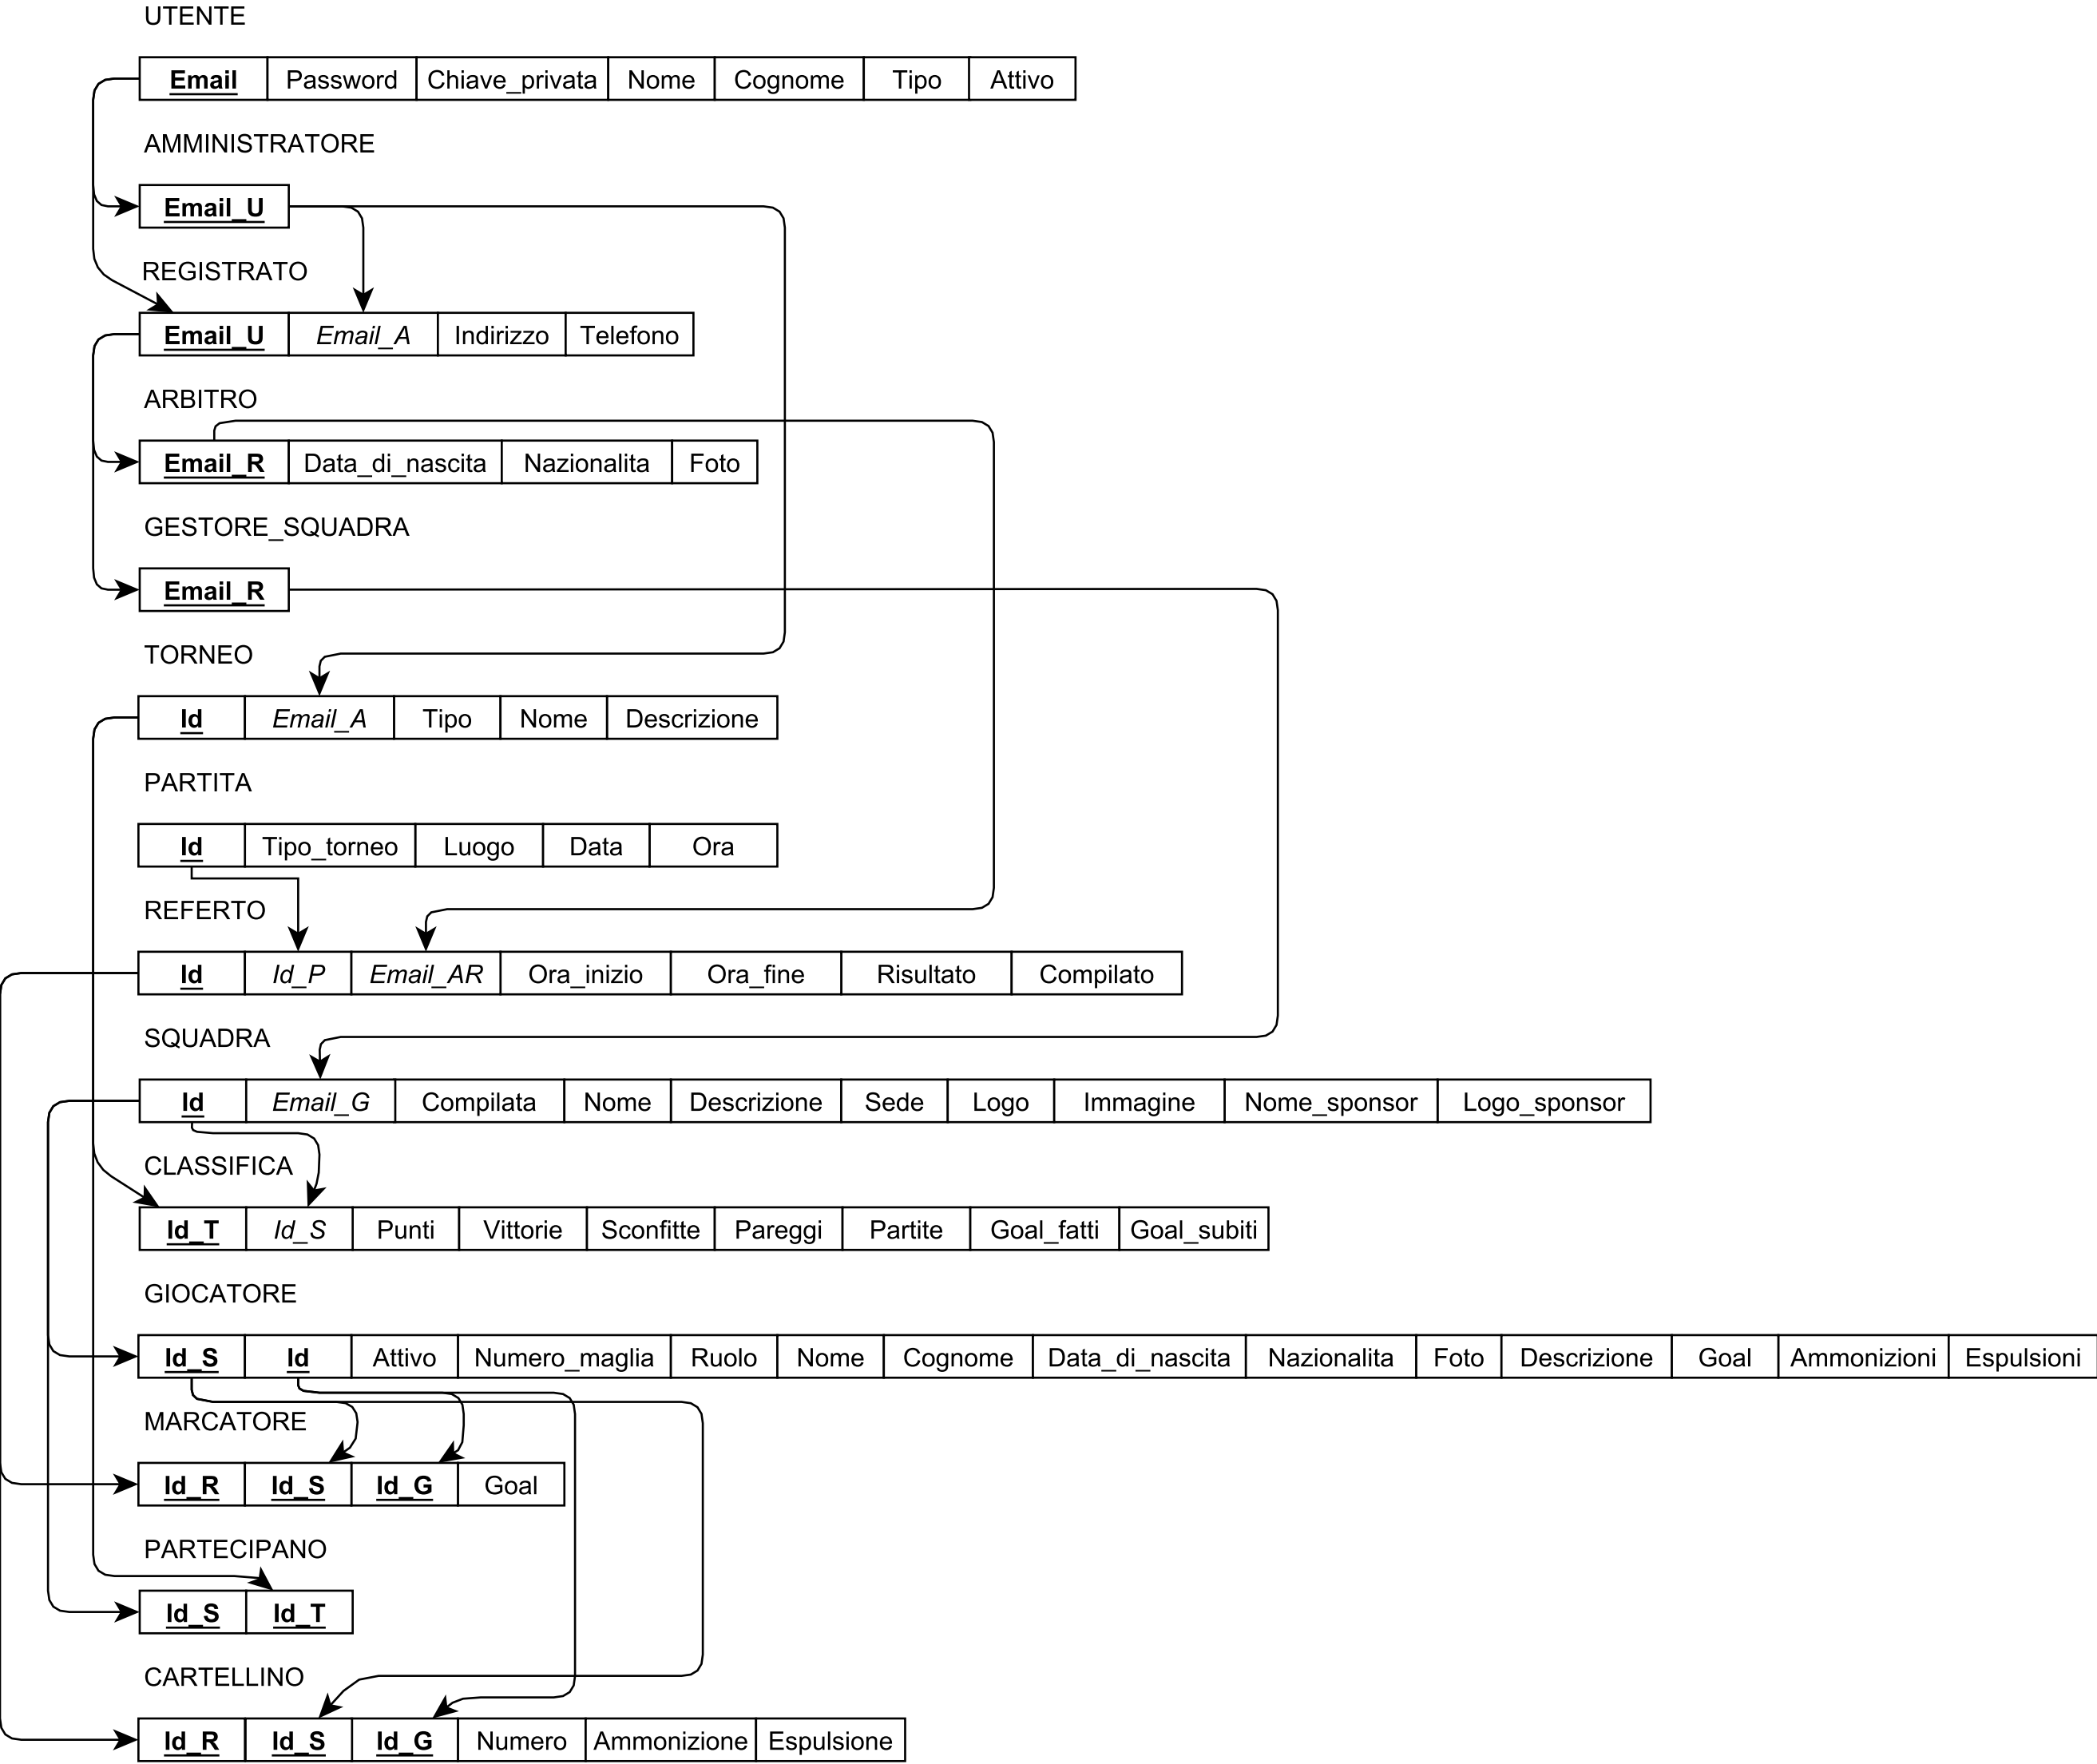 UTENTE
Email Password Chiave_privata Nome Cognome Tipo Attivo
AMMINISTRATORE
Email_U
REGISTRATO
Email_U Email_A Indirizzo Telefono
ARBITRO
Email_R Data_di_nascita Nazionalita Foto
GESTORE_SQUADRA
Email_R
TORNEO
Id Email_A Tipo Nome Descrizione
PARTITA
Id Tipo_torneo Luogo Data Ora
REFERTO
Id Id_P Email_AR Ora_inizio Ora_fine Risultato Compilato
SQUADRA
Id Email_G Compilata Nome Descrizione Sede Logo Immagine Nome_sponsor Logo_sponsor
CLASSIFICA
Id_T Id_S Punti Vittorie Sconfitte Pareggi Partite Goal_fatti Goal_subiti
GIOCATORE
Id_S Id Attivo Numero_maglia Ruolo Nome Cognome Data_di_nascita Nazionalita Foto Descrizione Goal Ammonizioni Espulsioni
MARCATORE
Id_R Id_S Id_G Goal
PARTECIPANO
Id_S Id_T
CARTELLINO
Id_R Id_S Id_G Numero Ammonizione Espulsione